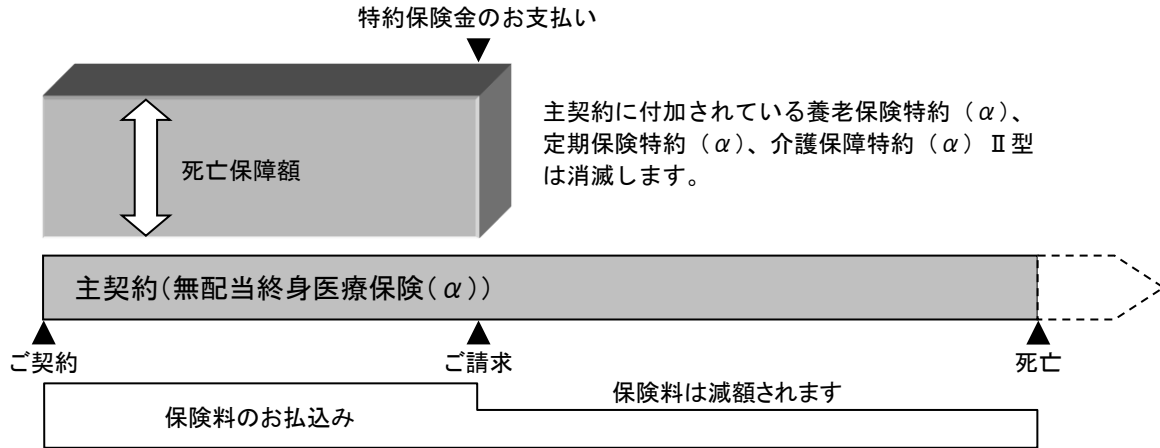 特約保険金のお支払い
死亡保障額
主契約に付加されている養老保険特約（α）、
定期保険特約（α）、介護保障特約（α） Ⅱ型
は消滅します。
主契約(無配当終身医療保険(α))
ご契約
ご請求
死亡
保険料のお払込み
保険料は減額されます